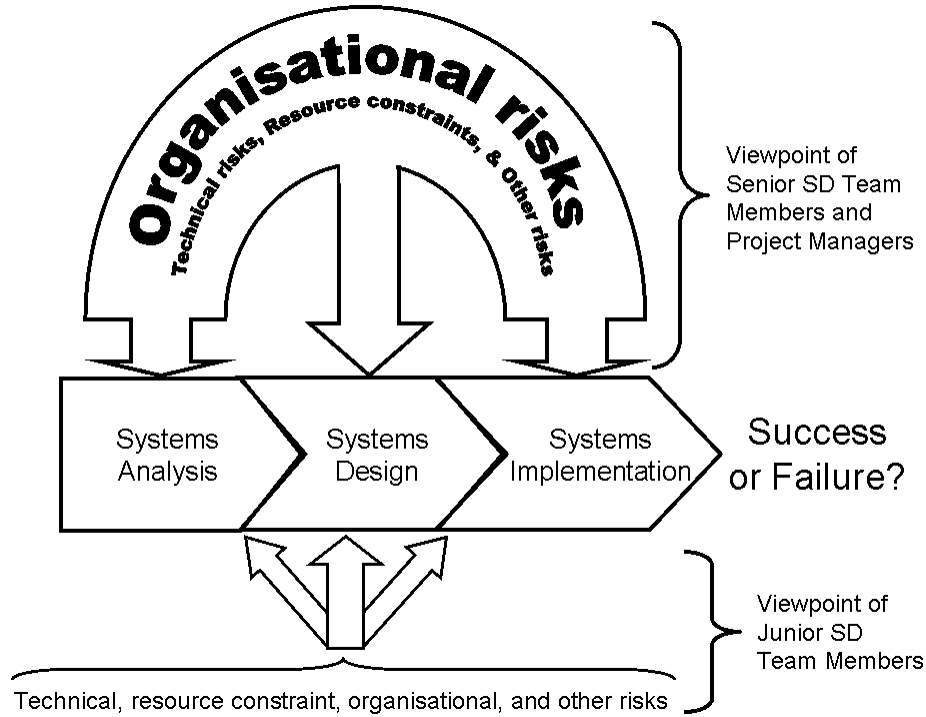 Organisational risks
Technical risks, Resource constraints, & Other risks
Viewpoint of
Senior SD Team
Members and
Project Managers
Systems
Analysis
Systems
Design
Systems
Implementation
Success
or Failure?
Viewpoint of
Junior SD
Team Members
Technical, resource constraint, organisational, and other risks